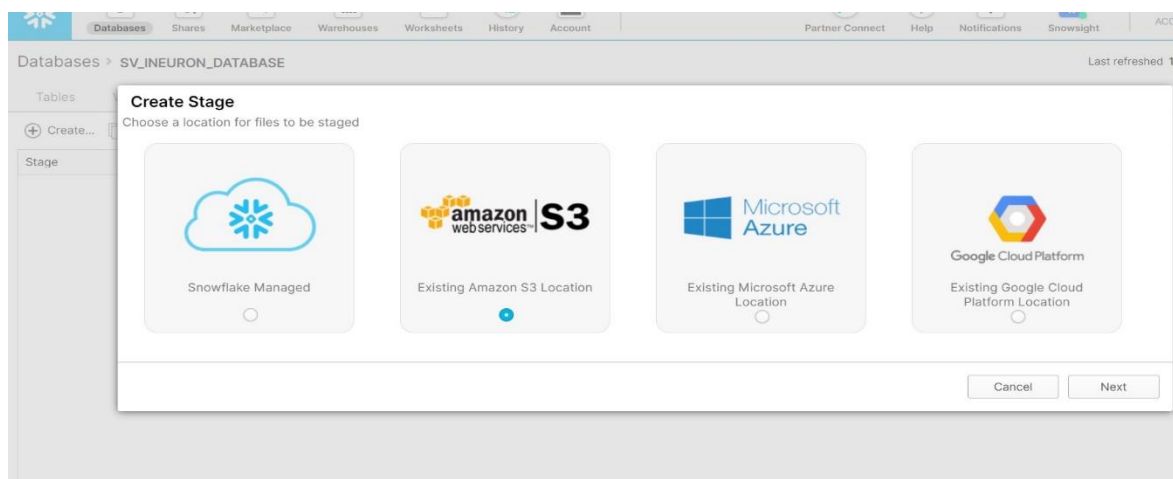 Databases Shares Marketplace Warehouses Worksheets History Account Partner Connect Help Notifications Snowsight
Databases SV_INEURON_DATABASE Last refreshed 1
Tables
Create Stage
Choose a location for files to be staged
Create...
Stage
amazon webservices™ S3
Microsoft Azure
Google Cloud Platform
Snowflake Managed
Existing Amazon S3 Location
Existing Microsoft Azure
Location
Existing Google Cloud
Platform Location
Cancel Next